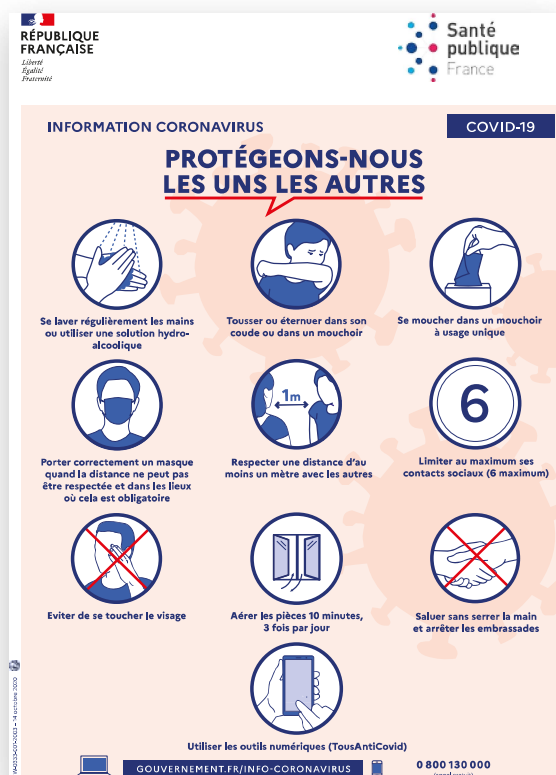 RÉPUBLIQUE
FRANÇAISE
Liberté
Égalité
Fraternité
Santé
publique
France
INFORMATION CORONAVIRUS
COVID-19
PROTÉGEONS-NOUS
LES UNS LES AUTRES
Se laver régulièrement les mains
ou utiliser une solution hydro-
alcoolique
Tousser ou éternuer dans son
coude ou dans un mouchoir
Se moucher dans un mouchoir
à usage unique
1m
6
Porter correctement un masque
quand la distance ne peut pas
être respectée et dans les lieux
où cela est obligatoire
Respecter une distance d'au
moins un mètre avec les autres
Limiter au maximum ses
contacts sociaux (6 maximum)
Eviter de se toucher le visage
Aérer les pièces 10 minutes,
3 fois par jour
Saluer sans serrer la main
et arrêter les embrassades
Utiliser les outils numériques (TousAntiCovid)
GOUVERNEMENT.FR/INFO-CORONAVIRUS
0 800 130 000